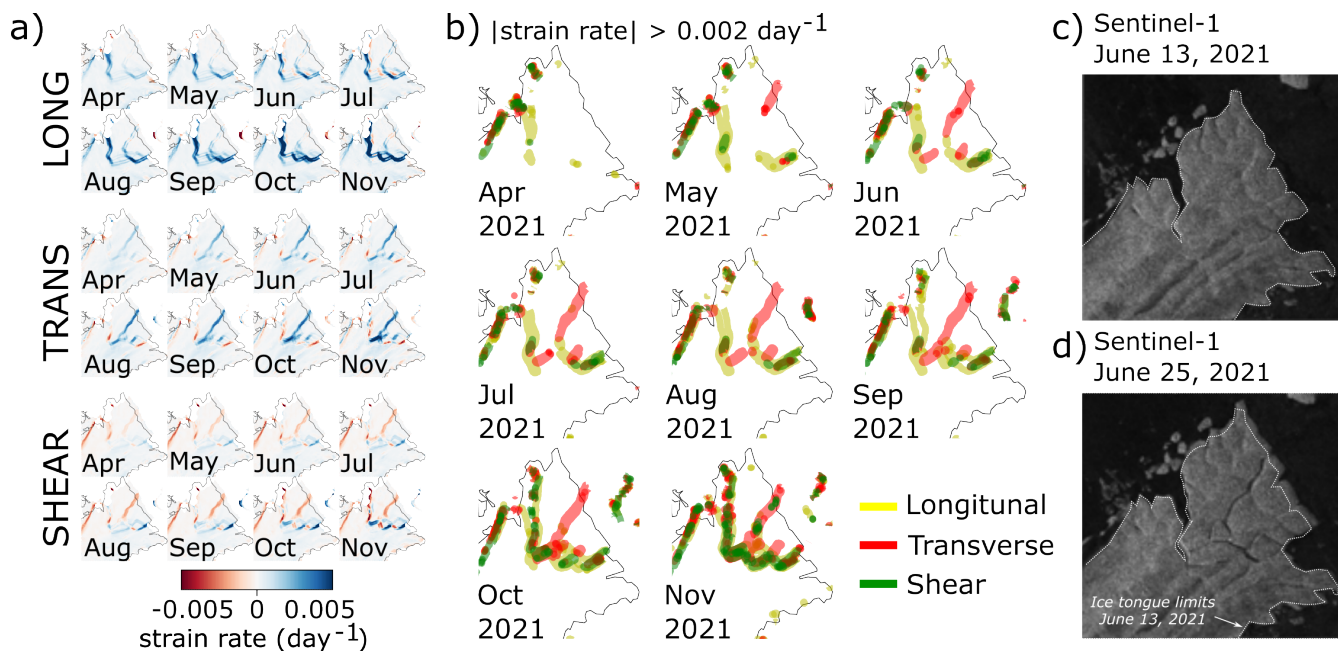 a)
LONG
Apr
May
Jun
Jul
Aug
Sep
Oct
Nov
TRANS
Apr
May
Jun
Jul
Aug
Sep
Oct
Nov
SHEAR
Apr
May
Jun
Jul
Aug
Sep
Oct
Nov
-0.005 0 0.005
strain rate (day⁻¹)
b) |strain rate| > 0.002 day⁻¹
Apr
2021
May
2021
Jun
2021
Jul
2021
Aug
2021
Sep
2021
Oct
2021
Nov
2021
Longitunal
Transverse
Shear
c) Sentinel-1
June 13, 2021
d) Sentinel-1
June 25, 2021
Ice tongue limits
June 13, 2021